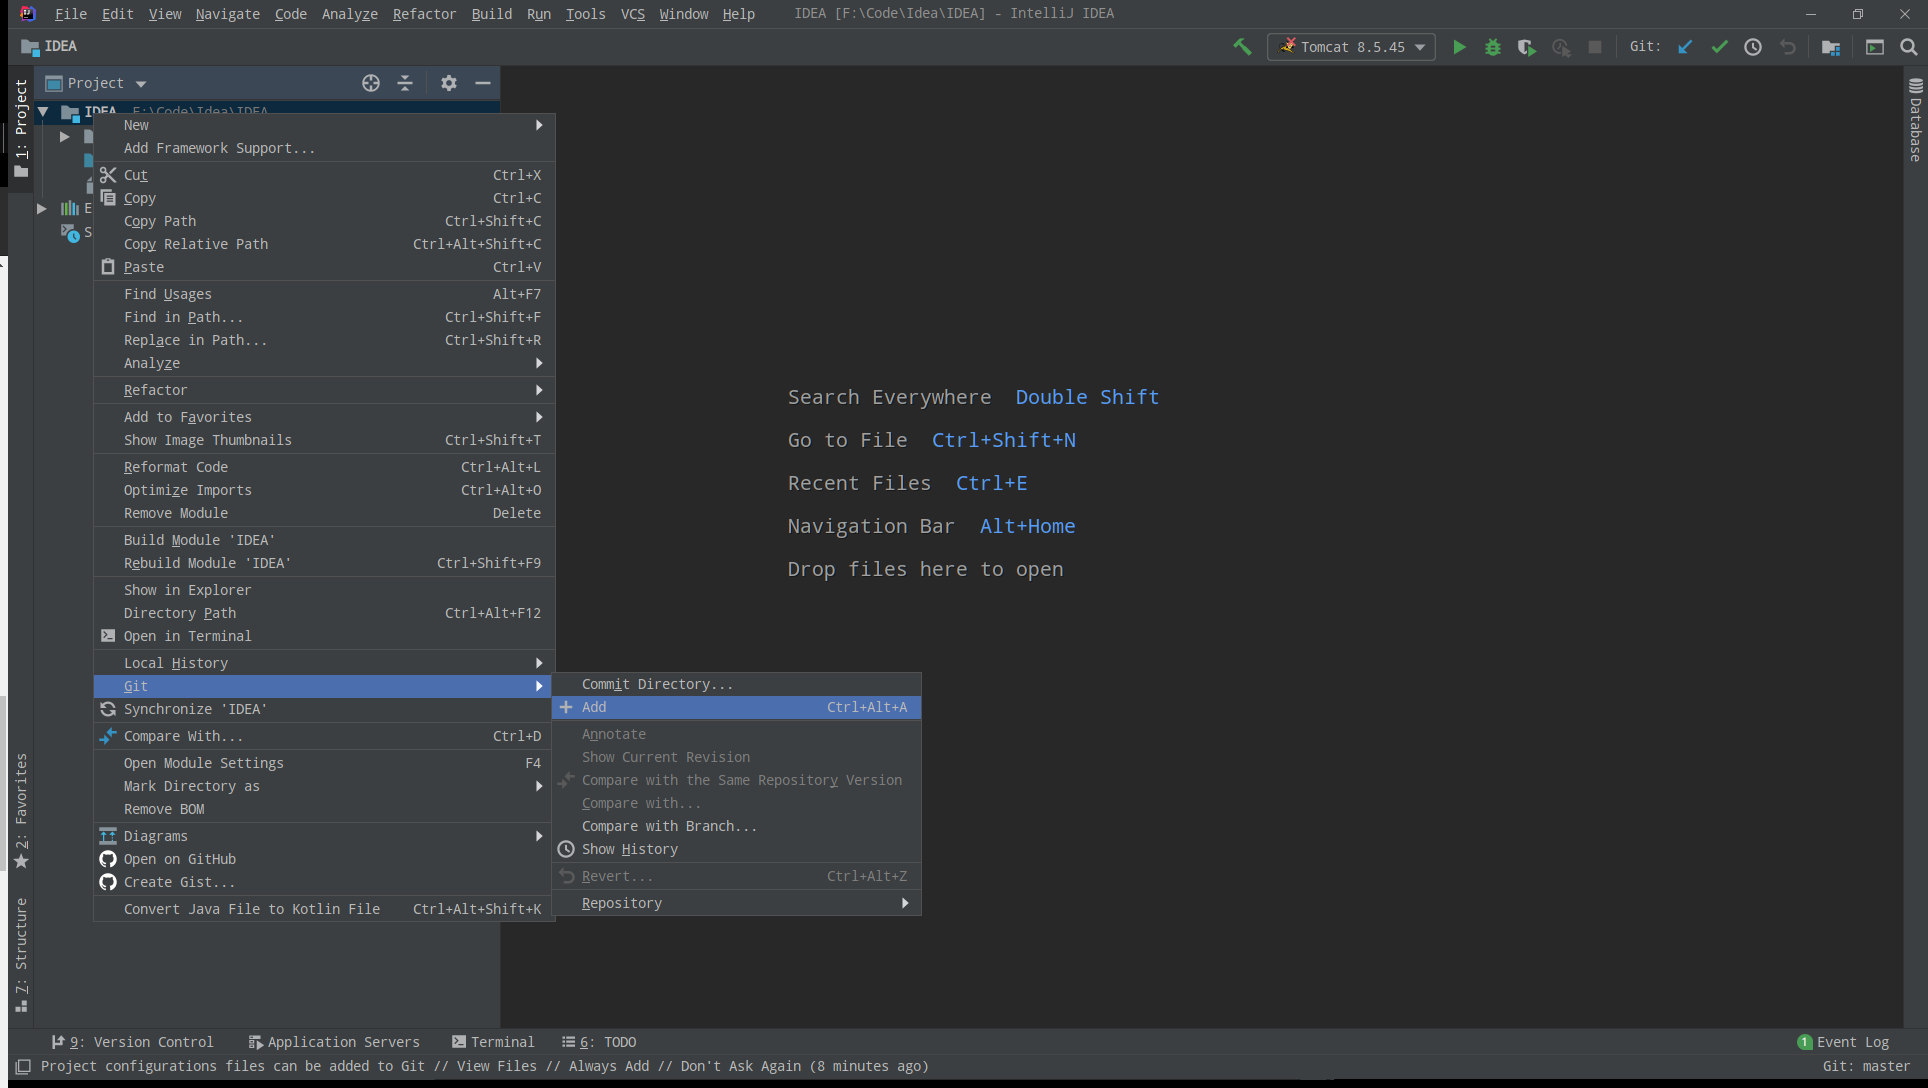 File Edit View Navigate Code Analyze Refactor Build Run Tools VCS Window Help IDEA [F:\Code\Idea\IDEA] - IntelliJ IDEA
IDEA Tomcat 8.5.45 Git:
1: Project
Project
IDEA F:\Code\Idea\IDEA
E
S
New
Add Framework Support...
Cut Ctrl+X
Copy Ctrl+C
Copy Path Ctrl+Shift+C
Copy Relative Path Ctrl+Alt+Shift+C
Paste Ctrl+V
Find Usages Alt+F7
Find in Path... Ctrl+Shift+F
Replace in Path... Ctrl+Shift+R
Analyze
Refactor
Add to Favorites
Show Image Thumbnails Ctrl+Shift+T
Reformat Code Ctrl+Alt+L
Optimize Imports Ctrl+Alt+O
Remove Module Delete
Build Module 'IDEA'
Rebuild Module 'IDEA' Ctrl+Shift+F9
Show in Explorer
Directory Path Ctrl+Alt+F12
Open in Terminal
Local History
Git
Synchronize 'IDEA'
Compare With... Ctrl+D
Open Module Settings F4
Mark Directory as
Remove BOM
Diagrams
Open on GitHub
Create Gist...
Convert Java File to Kotlin File Ctrl+Alt+Shift+K
Commit Directory...
Add Ctrl+Alt+A
Annotate
Show Current Revision
Compare with the Same Repository Version
Compare with...
Compare with Branch...
Show History
Revert... Ctrl+Alt+Z
Repository
Search Everywhere Double Shift
Go to File Ctrl+Shift+N
Recent Files Ctrl+E
Navigation Bar Alt+Home
Drop files here to open
Database
2: Favorites
7: Structure
9: Version Control Application Servers Terminal 6: TODO 1 Event Log
Project configurations files can be added to Git // View Files // Always Add // Don't Ask Again (8 minutes ago) Git: master